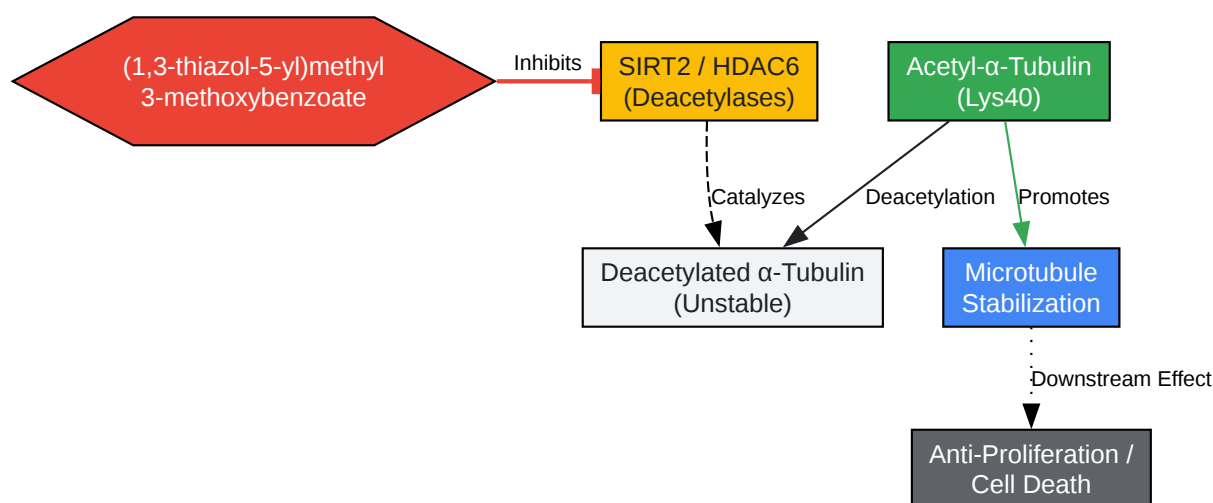 (1,3-thiazol-5-yl)methyl
3-methoxybenzoate
Inhibits
SIRT2 / HDAC6
(Deacetylases)
Acetyl-α-Tubulin
(Lys40)
Catalyzes
Deacetylation
Promotes
Deacetylated α-Tubulin
(Unstable)
Microtubule
Stabilization
Downstream Effect
Anti-Proliferation /
Cell Death